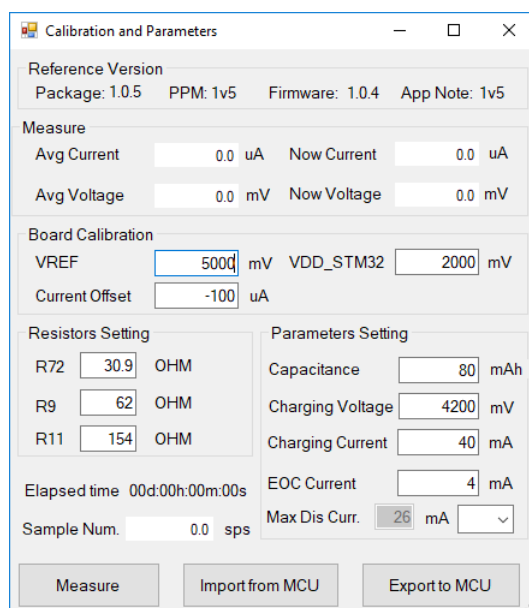 Calibration and Parameters
Reference Version
Package: 1.0.5 PPM: 1v5 Firmware: 1.0.4 App Note: 1v5
Measure
Avg Current 0.0 uA Now Current 0.0 uA
Avg Voltage 0.0 mV Now Voltage 0.0 mV
Board Calibration
VREF 5000 mV VDD_STM32 2000 mV
Current Offset -100 uA
Resistors Setting
R72 30.9 OHM
R9 62 OHM
R11 154 OHM
Parameters Setting
Capacitance 80 mAh
Charging Voltage 4200 mV
Charging Current 40 mA
EOC Current 4 mA
Max Dis Curr. 26 mA
Elapsed time 00d:00h:00m:00s
Sample Num. 0.0 sps
Measure Import from MCU Export to MCU